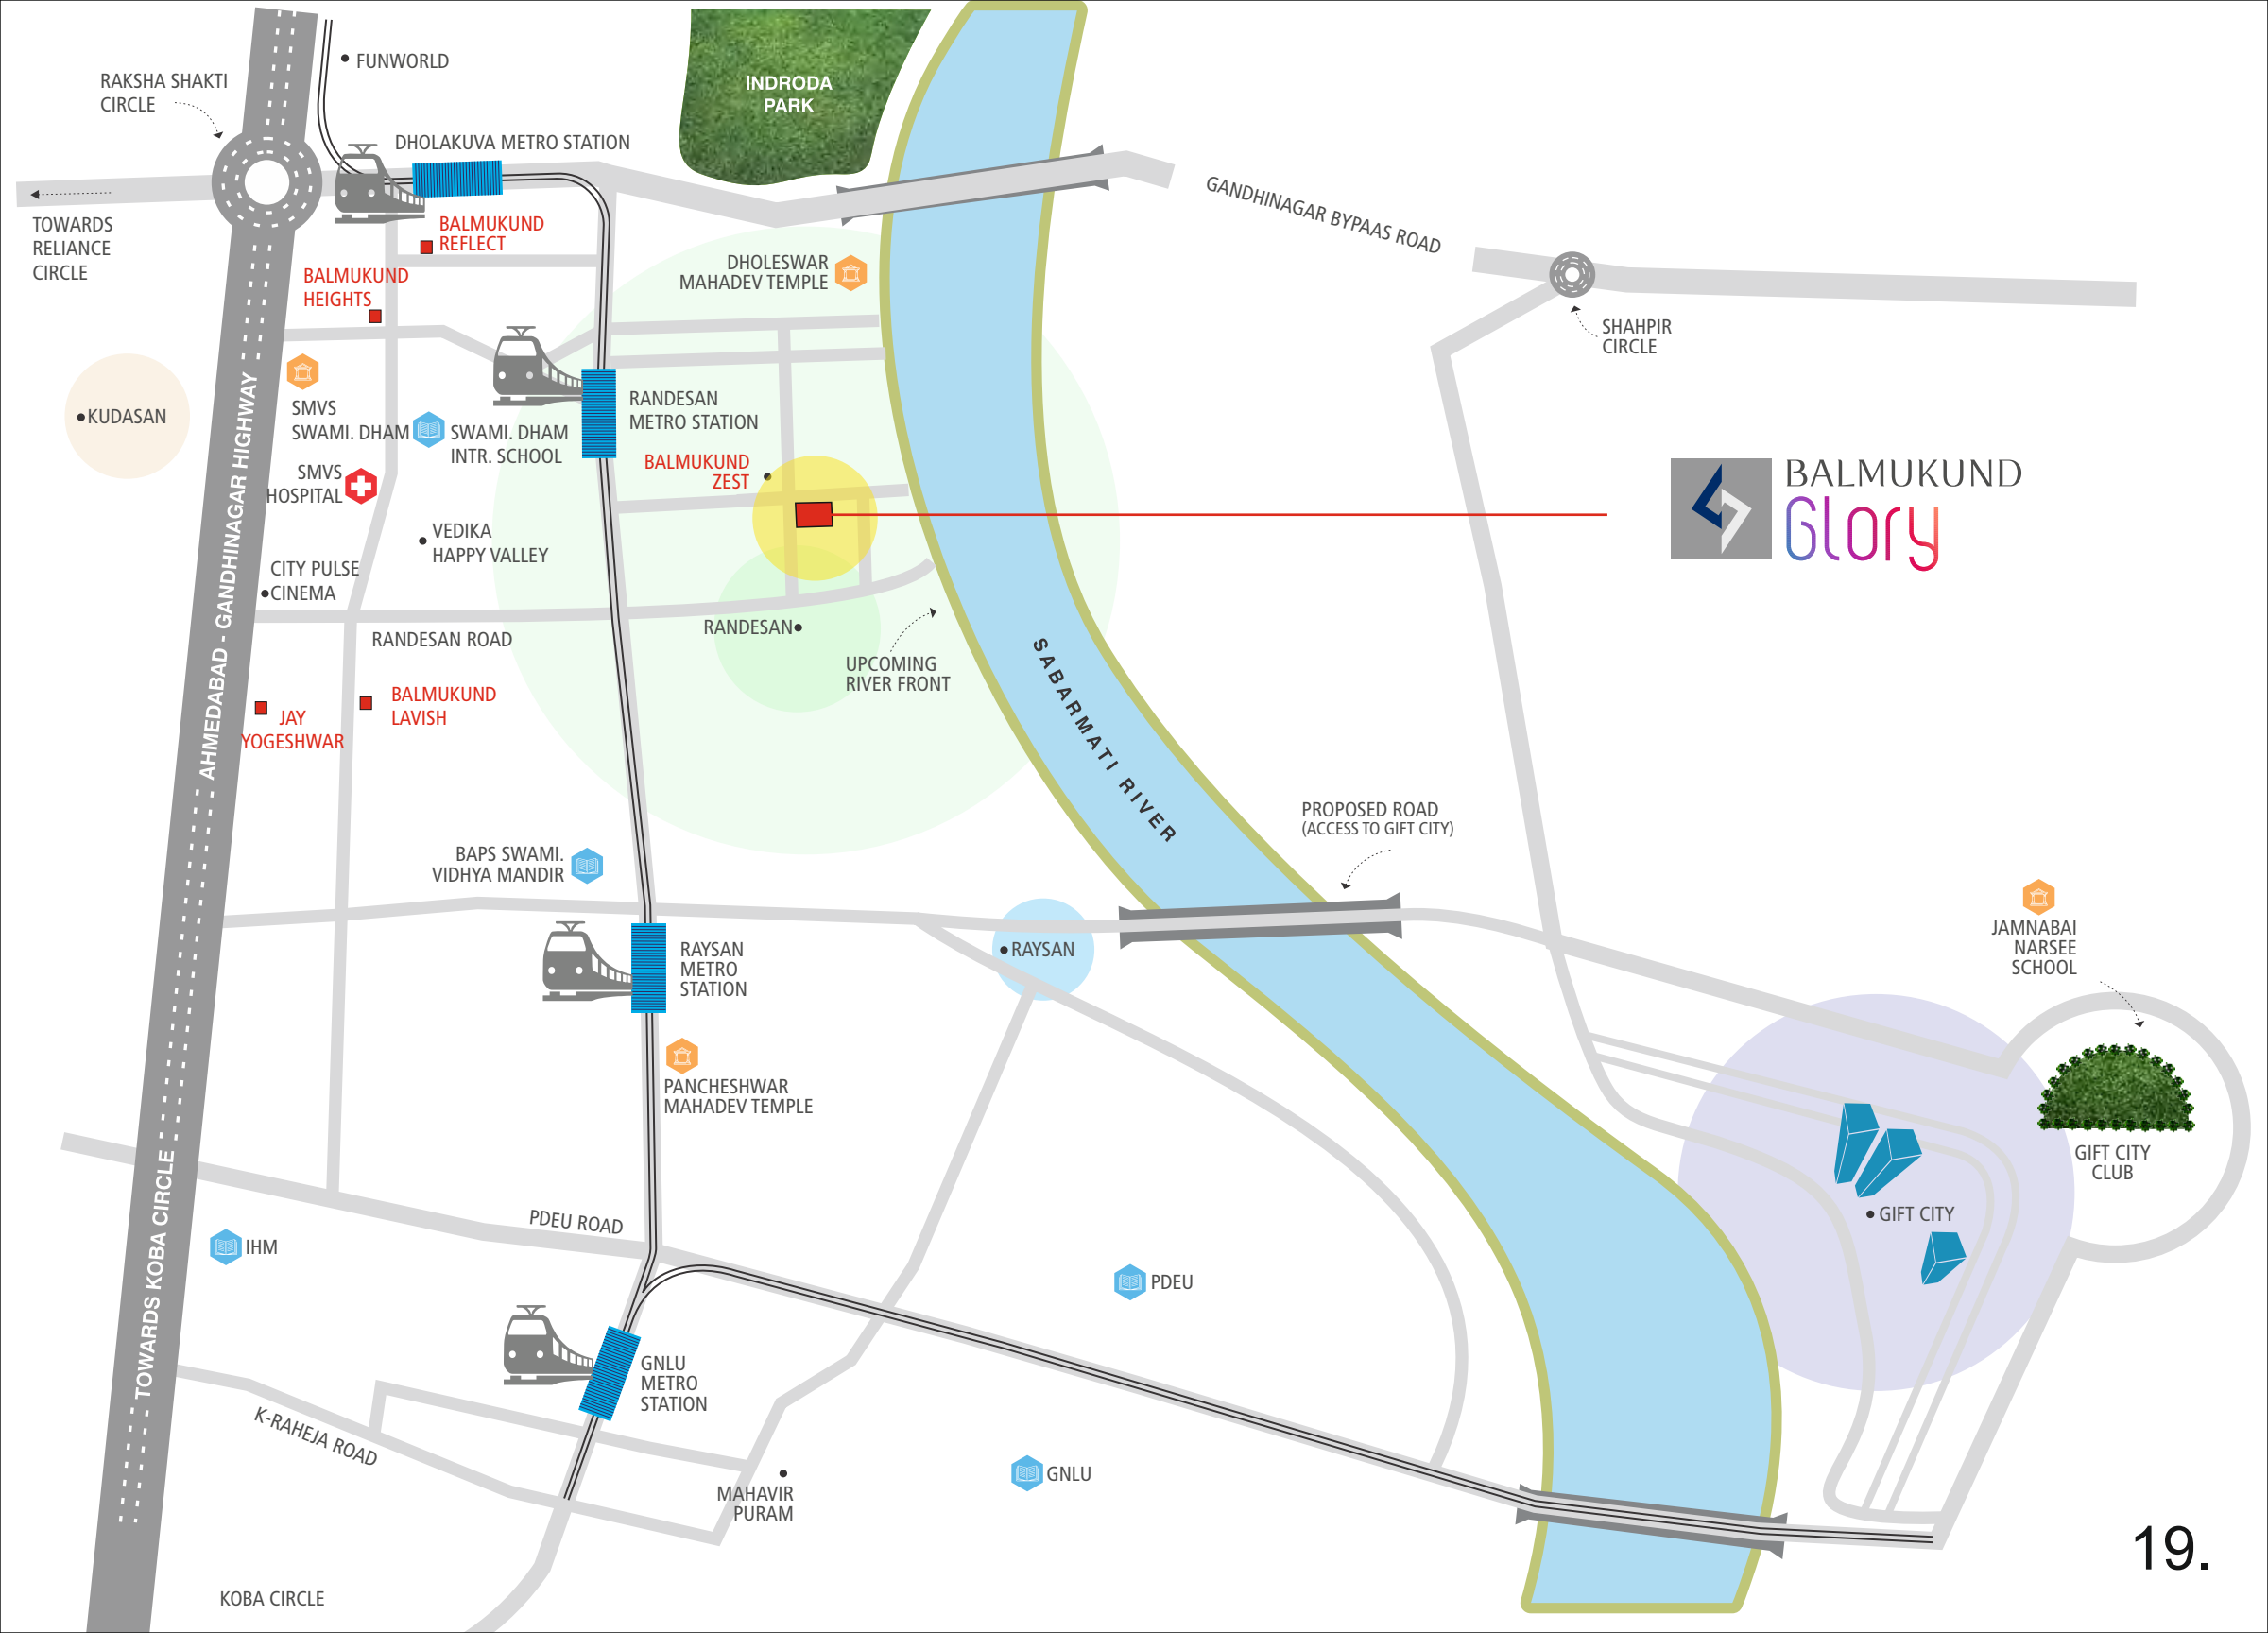 FUNWORLD
RAKSHA SHAKTI
CIRCLE
INDRODA
PARK
DHOLAKUVA METRO STATION
TOWARDS
RELIANCE
CIRCLE
BALMUKUND
REFLECT
GANDHINAGAR BYPAAS ROAD
BALMUKUND
HEIGHTS
DHOLESWAR
MAHADEV TEMPLE
SHAHPIR
CIRCLE
KUDASAN
SMVS
SWAMI. DHAM
SWAMI. DHAM
INTR. SCHOOL
RANDESAN
METRO STATION
SMVS
HOSPITAL
BALMUKUND
ZEST
BALMUKUND
Glory
VEDIKA
HAPPY VALLEY
CITY PULSE
CINEMA
AHMEDABAD - GANDHINAGAR HIGHWAY
RANDESAN ROAD
RANDESAN
UPCOMING
RIVER FRONT
SABARMATI RIVER
JAY
YOGESHWAR
BALMUKUND
LAVISH
PROPOSED ROAD
(ACCESS TO GIFT CITY)
BAPS SWAMI.
VIDHYA MANDIR
RAYSAN
METRO
STATION
RAYSAN
JAMNABAI
NARSEE
SCHOOL
PANCHESHWAR
MAHADEV TEMPLE
GIFT CITY
CLUB
TOWARDS KOBA CIRCLE
PDEU ROAD
GIFT CITY
IHM
PDEU
GNLU
METRO
STATION
K-RAHEJA ROAD
MAHAVIR
PURAM
GNLU
KOBA CIRCLE
19.